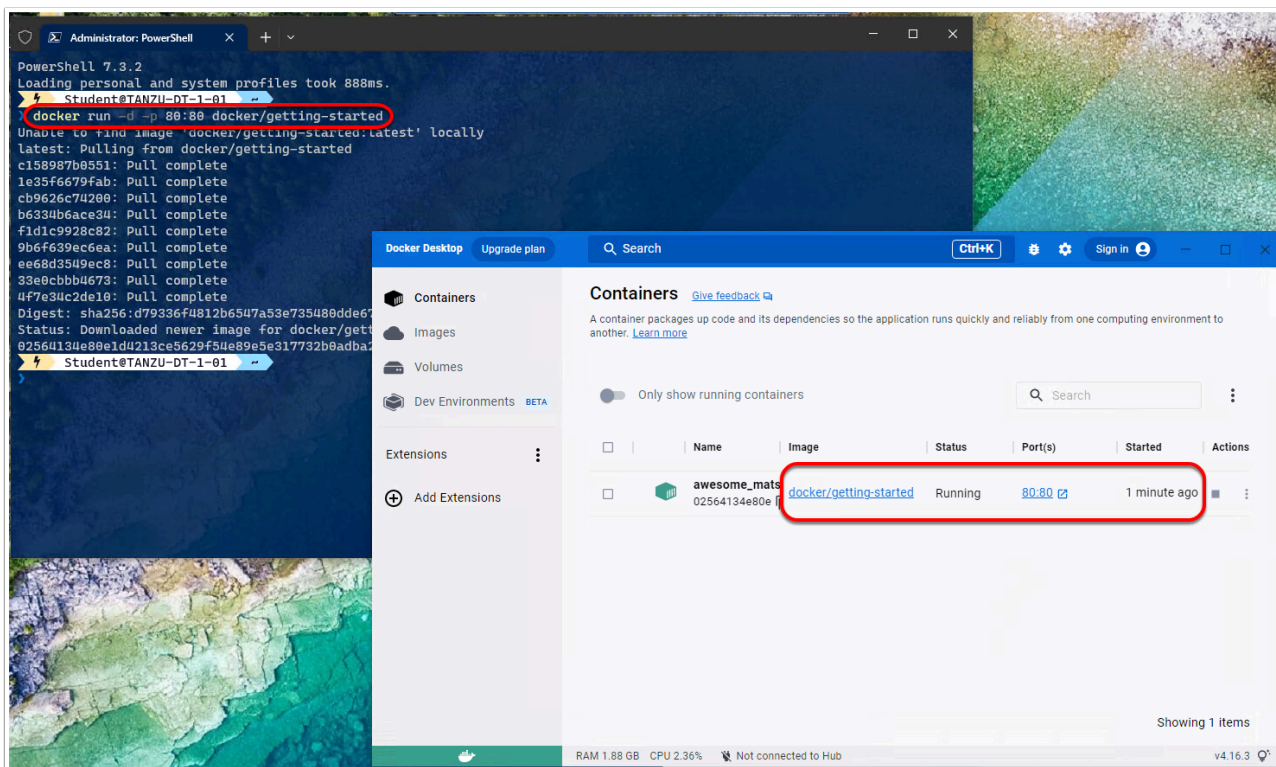 Administrator: PowerShell
PowerShell 7.3.2
Loading personal and system profiles took 888ms.
Student@TANZU-DT-1-01 ~
docker run -d -p 80:80 docker/getting-started
Unable to find image 'docker/getting-started:latest' locally
latest: Pulling from docker/getting-started
c158987b0551: Pull complete
1e35f6679fab: Pull complete
cb9626c74200: Pull complete
b6334b6ace34: Pull complete
f1d1c9928c82: Pull complete
9b6f639ec6ea: Pull complete
ee68d3549ec8: Pull complete
33e0cbbb4673: Pull complete
4f7e34c2de10: Pull complete
Digest: sha256:d79336f4812b6547a53e735480dde67
Status: Downloaded newer image for docker/gett
02564134e80e1d4213ce5629f54e89e5e317732b0adba2
Student@TANZU-DT-1-01 ~
Docker Desktop Upgrade plan Search Ctrl+K Sign in
Containers
Images
Volumes
Dev Environments BETA
Extensions
Add Extensions
Containers Give feedback
A container packages up code and its dependencies so the application runs quickly and reliably from one computing environment to
another. Learn more
Only show running containers Search
Name Image Status Port(s) Started Actions
awesome_mats docker/getting-started Running 80:80 1 minute ago
02564134e80e
Showing 1 items
RAM 1.88 GB CPU 2.36% Not connected to Hub v4.16.3